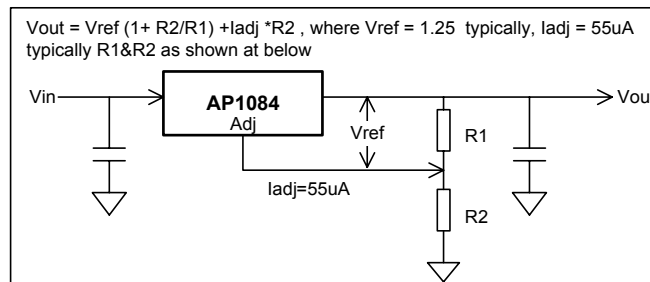 Vout = Vref (1+ R2/R1) +Iadj *R2 , where Vref = 1.25 typically, Iadj = 55uA
typically R1&R2 as shown at below
Vin
AP1084
Adj
Vref
R1
Vou
Iadj=55uA
R2